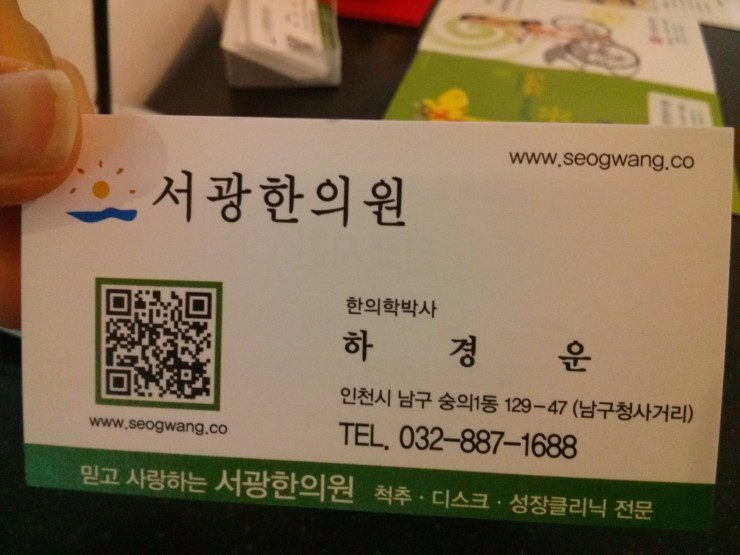 www.seogwang.co
서광한의원
한의학박사
하 경 운
인천시 남구 숭의1동 129-47 (남구청사거리)
TEL. 032-887-1688
www.seogwang.co
믿고 사랑하는 서광한의원 척추 · 디스크 · 성장클리닉 전문